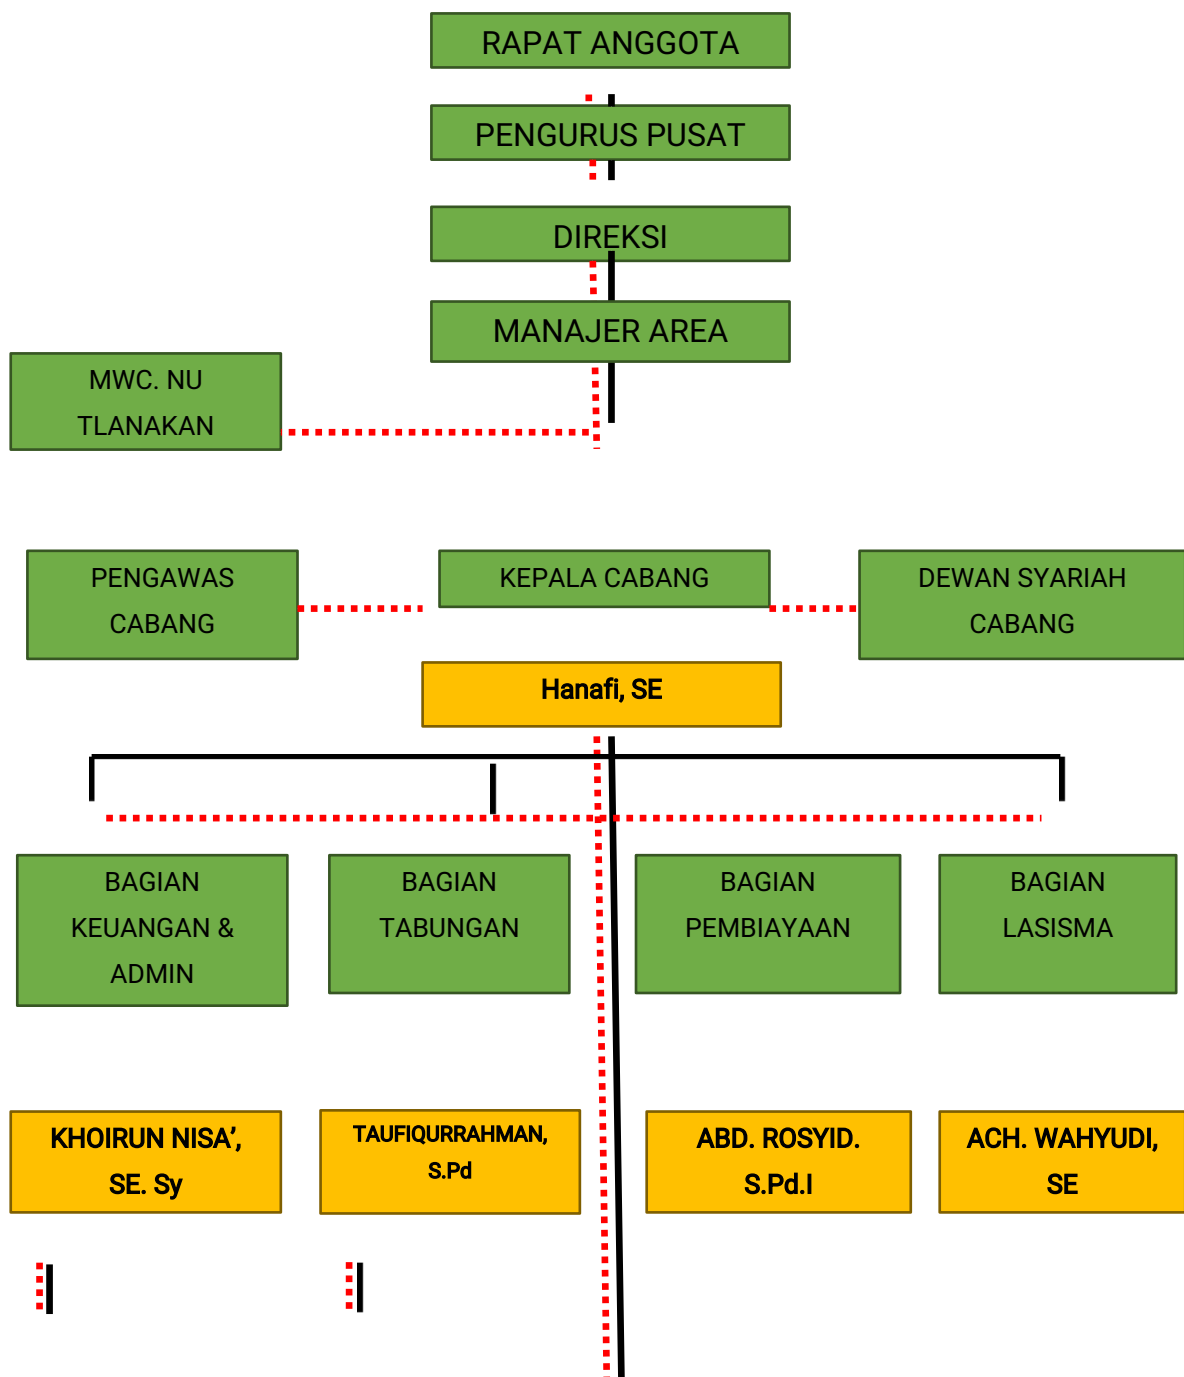 RAPAT ANGGOTA
PENGURUS PUSAT
DIREKSI
MANAJER AREA
MWC. NU
TLANAKAN
PENGAWAS
CABANG
KEPALA CABANG
DEWAN SYARIAH
CABANG
Hanafi, SE
BAGIAN
KEUANGAN &
ADMIN
BAGIAN
TABUNGAN
BAGIAN
PEMBIAYAAN
BAGIAN
LASISMA
KHOIRUN NISA’,
SE. Sy
TAUFIQURRAHMAN,
S.Pd
ABD. ROSYID.
S.Pd.I
ACH. WAHYUDI,
SE